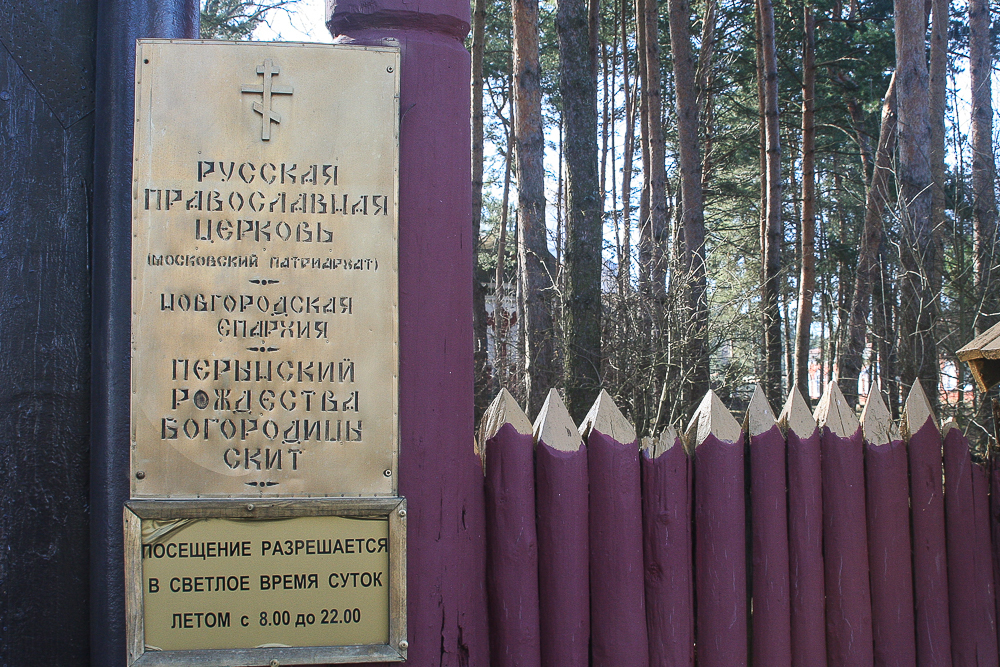 РУССКАЯ
ПРАВОСЛАВНАЯ
ЦЕРКОВЬ
(МОСКОВСКИЙ ПАТРИАРХАТ)
НОВГОРОДСКАЯ
ЕПАРХИЯ
ПЕРЫНСКИЙ
РОЖДЕСТВА
БОГОРОДИЦЫ
СКИТ
ПОСЕЩЕНИЕ РАЗРЕШАЕТСЯ
В СВЕТЛОЕ ВРЕМЯ СУТОК
ЛЕТОМ с 8.00 до 22.00